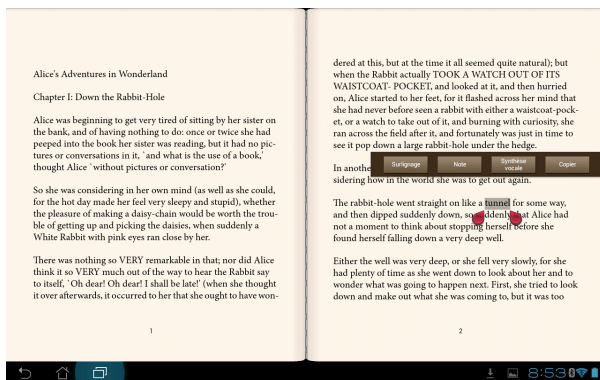 Alice's Adventures in Wonderland
Chapter I: Down the Rabbit-Hole
Alice was beginning to get very tired of sitting by her sister on
the bank, and of having nothing to do: once or twice she had
peeped into the book her sister was reading, but it had no pic-
tures or conversations in it, `and what is the use of a book,'
thought Alice `without pictures or conversation?'
So she was considering in her own mind (as well as she could,
for the hot day made her feel very sleepy and stupid), whether
the pleasure of making a daisy-chain would be worth the trou-
ble of getting up and picking the daisies, when suddenly a
White Rabbit with pink eyes ran close by her.
There was nothing so VERY remarkable in that; nor did Alice
think it so VERY much out of the way to hear the Rabbit say
to itself, `Oh dear! Oh dear! I shall be late!' (when she thought
it over afterwards, it occurred to her that she ought to have won-
1
dered at this, but at the time it all seemed quite natural); but
when the Rabbit actually TOOK A WATCH OUT OF ITS
WAISTCOAT- POCKET, and looked at it, and then hurried
on, Alice started to her feet, for it flashed across her mind that
she had never before seen a rabbit with either a waistcoat-pock-
et, or a watch to take out of it, and burning with curiosity, she
ran across the field after it, and fortunately was just in time to
see it pop down a large rabbit-hole under the hedge.
Surlignage
Note
Synthèse
vocale
Copier
In anothe
sidering how in the world she was to get out again.
The rabbit-hole went straight on like a tunnel for some way,
and then dipped suddenly down, so suddenly that Alice had
not a moment to think about stopping herself before she
found herself falling down a very deep well.
Either the well was very deep, or she fell very slowly, for she
had plenty of time as she went down to look about her and to
wonder what was going to happen next. First, she tried to look
down and make out what she was coming to, but it was too
2
8:53